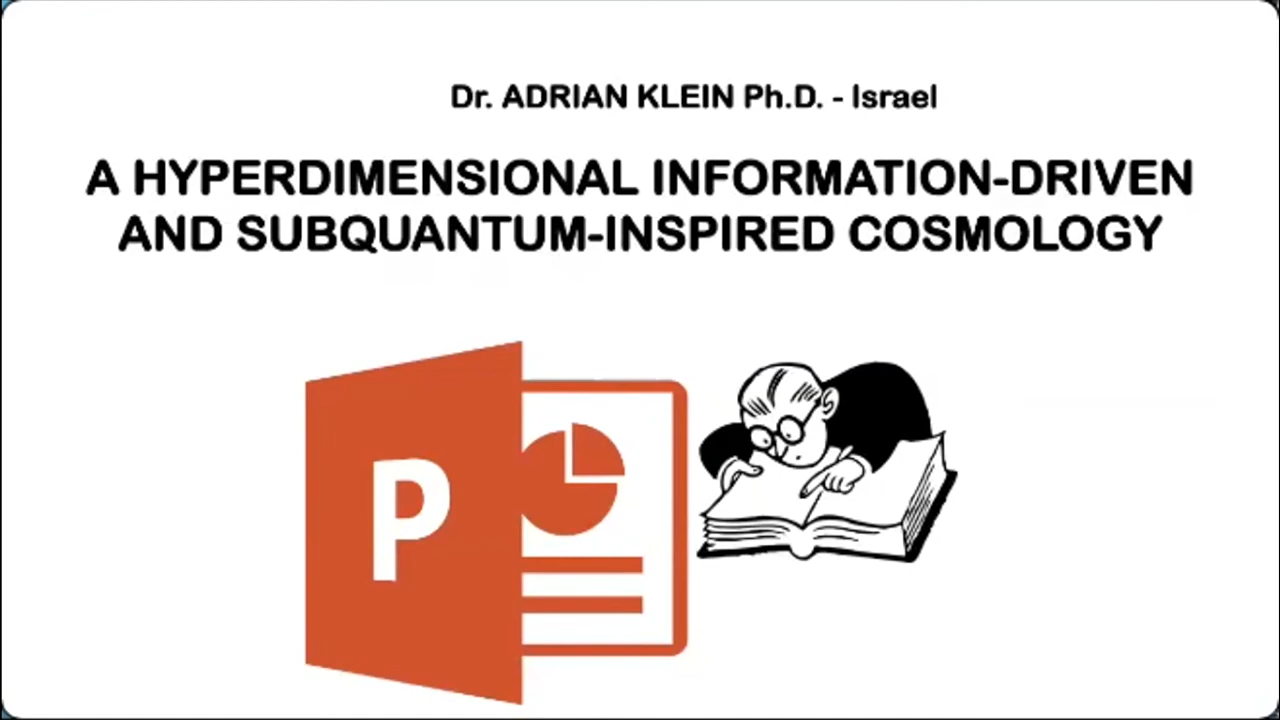 Dr. ADRIAN KLEIN Ph.D. - Israel
A HYPERDIMENSIONAL INFORMATION-DRIVEN
AND SUBQUANTUM-INSPIRED COSMOLOGY
P